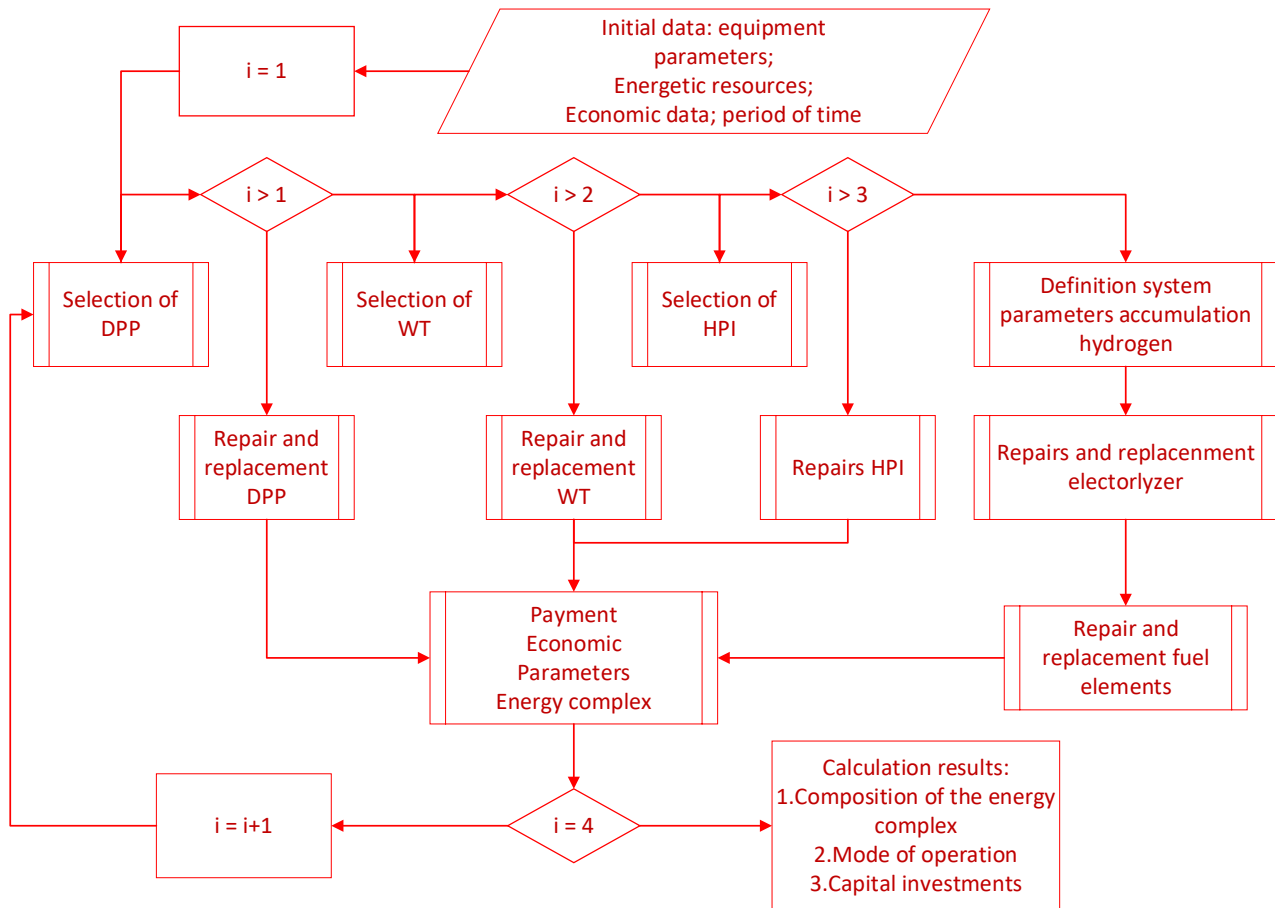 Initial data: equipment
parameters;
Energetic resources;
Economic data; period of time
i = 1
i > 1
i > 2
i > 3
Selection of
DPP
Selection of
WT
Selection of
HPI
Definition system
parameters accumulation
hydrogen
Repair and
replacement
DPP
Repair and
replacement
WT
Repairs HPI
Repairs and replacenment
electorlyzer
Payment
Economic
Parameters
Energy complex
Repair and
replacement fuel
elements
i = i+1
i = 4
Calculation results:
1.Composition of the energy
complex
2.Mode of operation
3.Capital investments